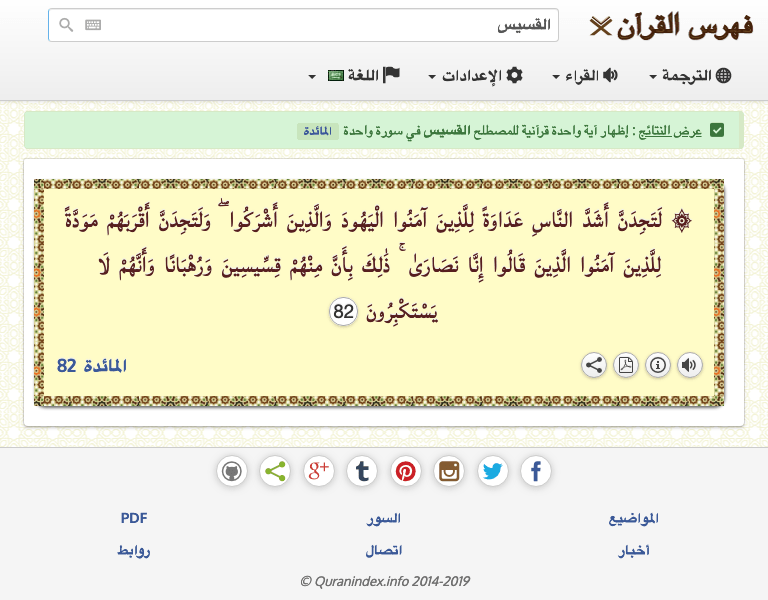 فهرس القرآن
القسيس
الترجمة
القراء
الإعدادات
اللغة
عرض النتائج : إظهار آية واحدة قرآنية للمصطلح القسيس في سورة واحدة المائدة
۞ لَتَجِدَنَّ أَشَدَّ النَّاسِ عَدَاوَةً لِلَّذِينَ آمَنُوا الْيَهُودَ وَالَّذِينَ أَشْرَكُوا ۖ وَلَتَجِدَنَّ أَقْرَبَهُمْ مَوَدَّةً
لِلَّذِينَ آمَنُوا الَّذِينَ قَالُوا إِنَّا نَصَارَىٰ ۚ ذَٰلِكَ بِأَنَّ مِنْهُمْ قِسِّيسِينَ وَرُهْبَانًا وَأَنَّهُمْ لَا
يَسْتَكْبِرُونَ 82
المائدة 82
المواضيع
السور
PDF
أخبار
اتصال
روابط
© Quranindex.info 2014-2019